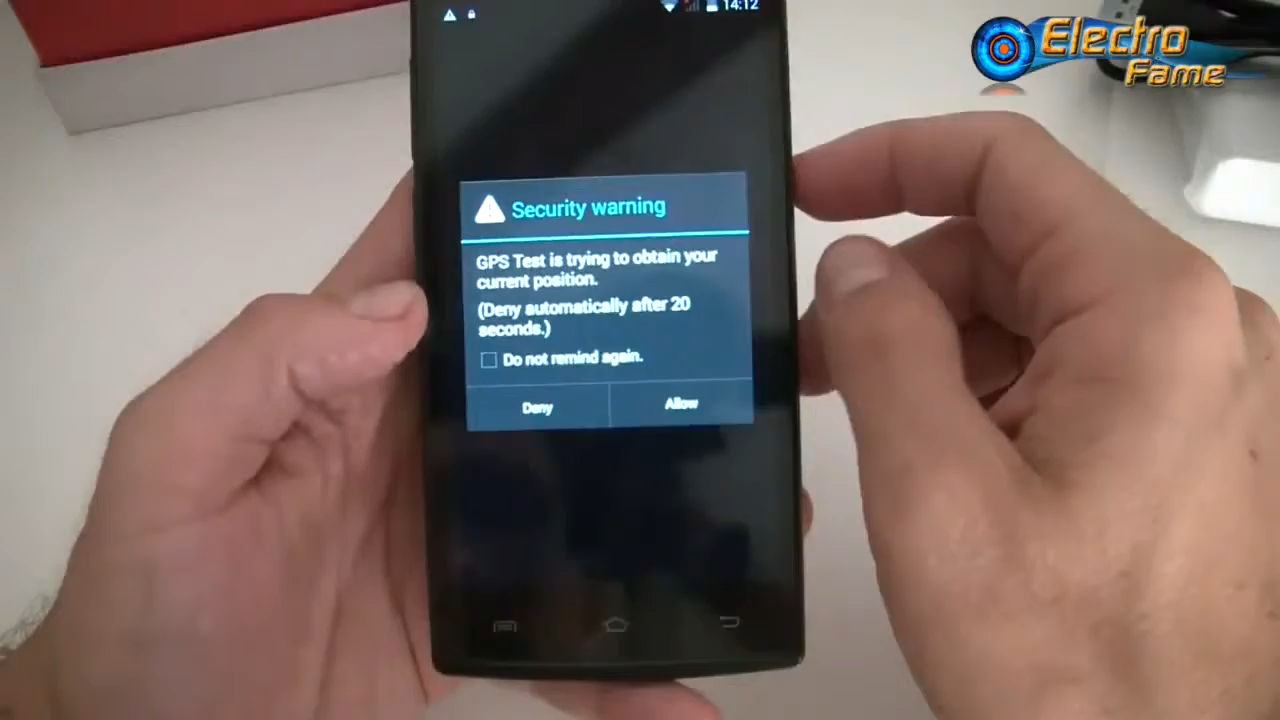 14:12
Electro
Fame
Security warning
GPS Test is trying to obtain your
current position.
(Deny automatically after 20
seconds.)
Do not remind again.
Deny
Allow